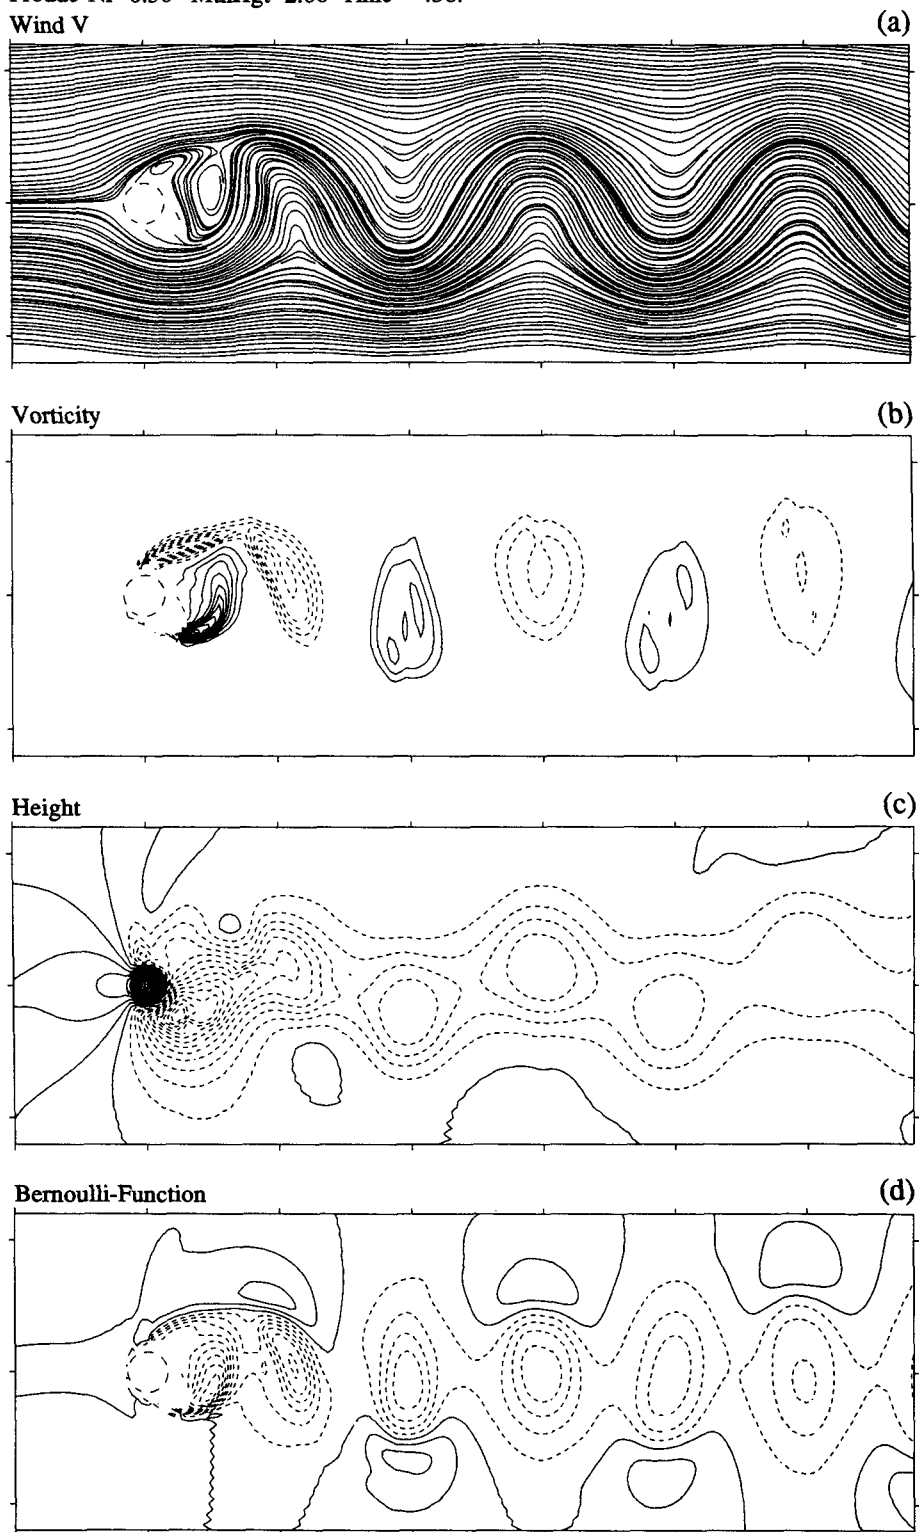 Wind V
(a)
Vorticity
(b)
Height
(c)
Bernoulli-Function
(d)